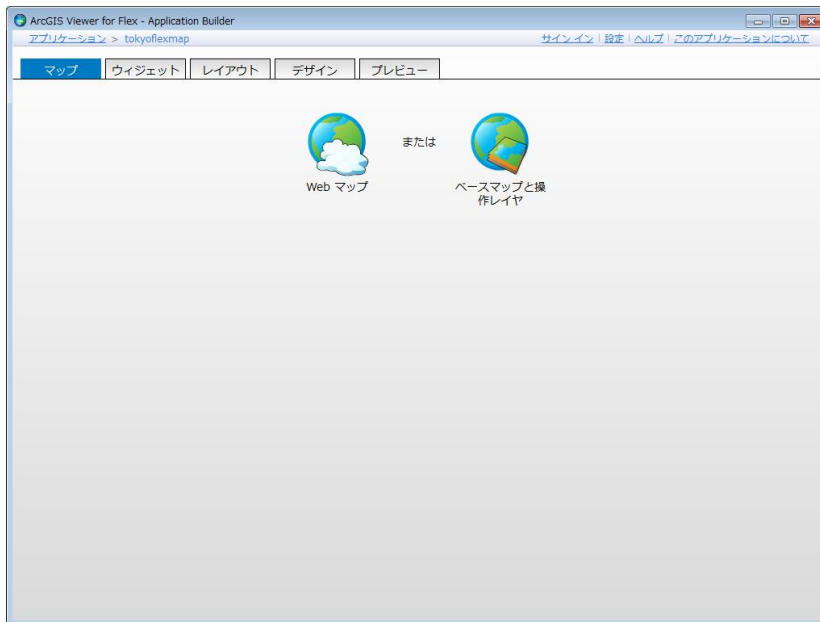 ArcGIS Viewer for Flex - Application Builder
アプリケーション > tokyoflexmap
サイン イン | 設定 | ヘルプ | このアプリケーションについて
マップ ウィジェット レイアウト デザイン プレビュー
または
Web マップ
ベースマップと操
作レイヤ